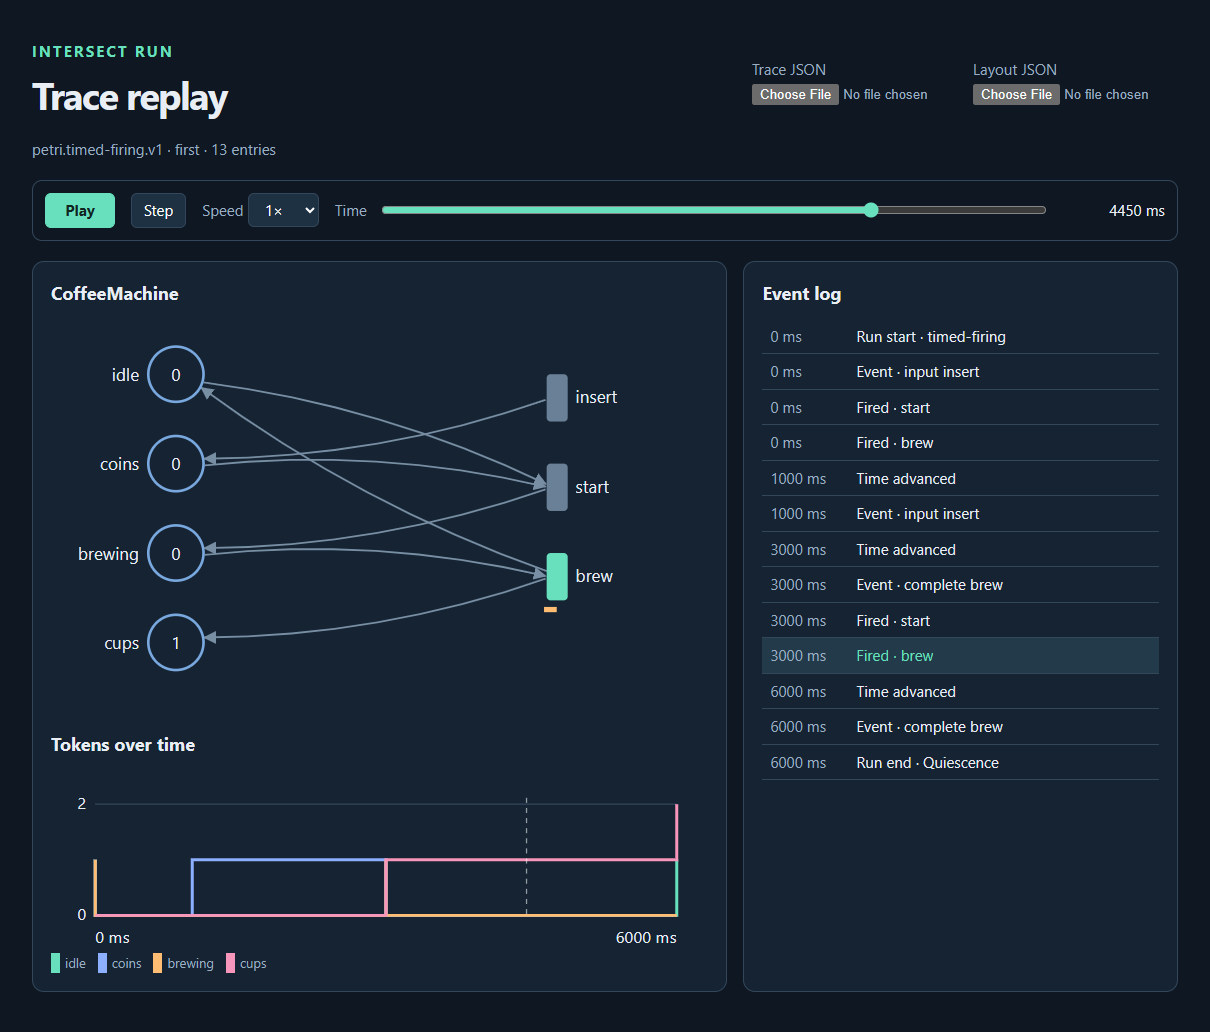 INTERSECT RUN
Trace replay
petri.timed-firing.v1 · first · 13 entries
Trace JSON
Choose File No file chosen
Layout JSON
Choose File No file chosen
Play Step Speed 1× Time 4450 ms
CoffeeMachine
idle 0
coins 0
brewing 0
cups 1
insert
start
brew
Tokens over time
2
0
0 ms 6000 ms
idle coins brewing cups
Event log
0 ms Run start · timed-firing
0 ms Event · input insert
0 ms Fired · start
0 ms Fired · brew
1000 ms Time advanced
1000 ms Event · input insert
3000 ms Time advanced
3000 ms Event · complete brew
3000 ms Fired · start
3000 ms Fired · brew
6000 ms Time advanced
6000 ms Event · complete brew
6000 ms Run end · Quiescence